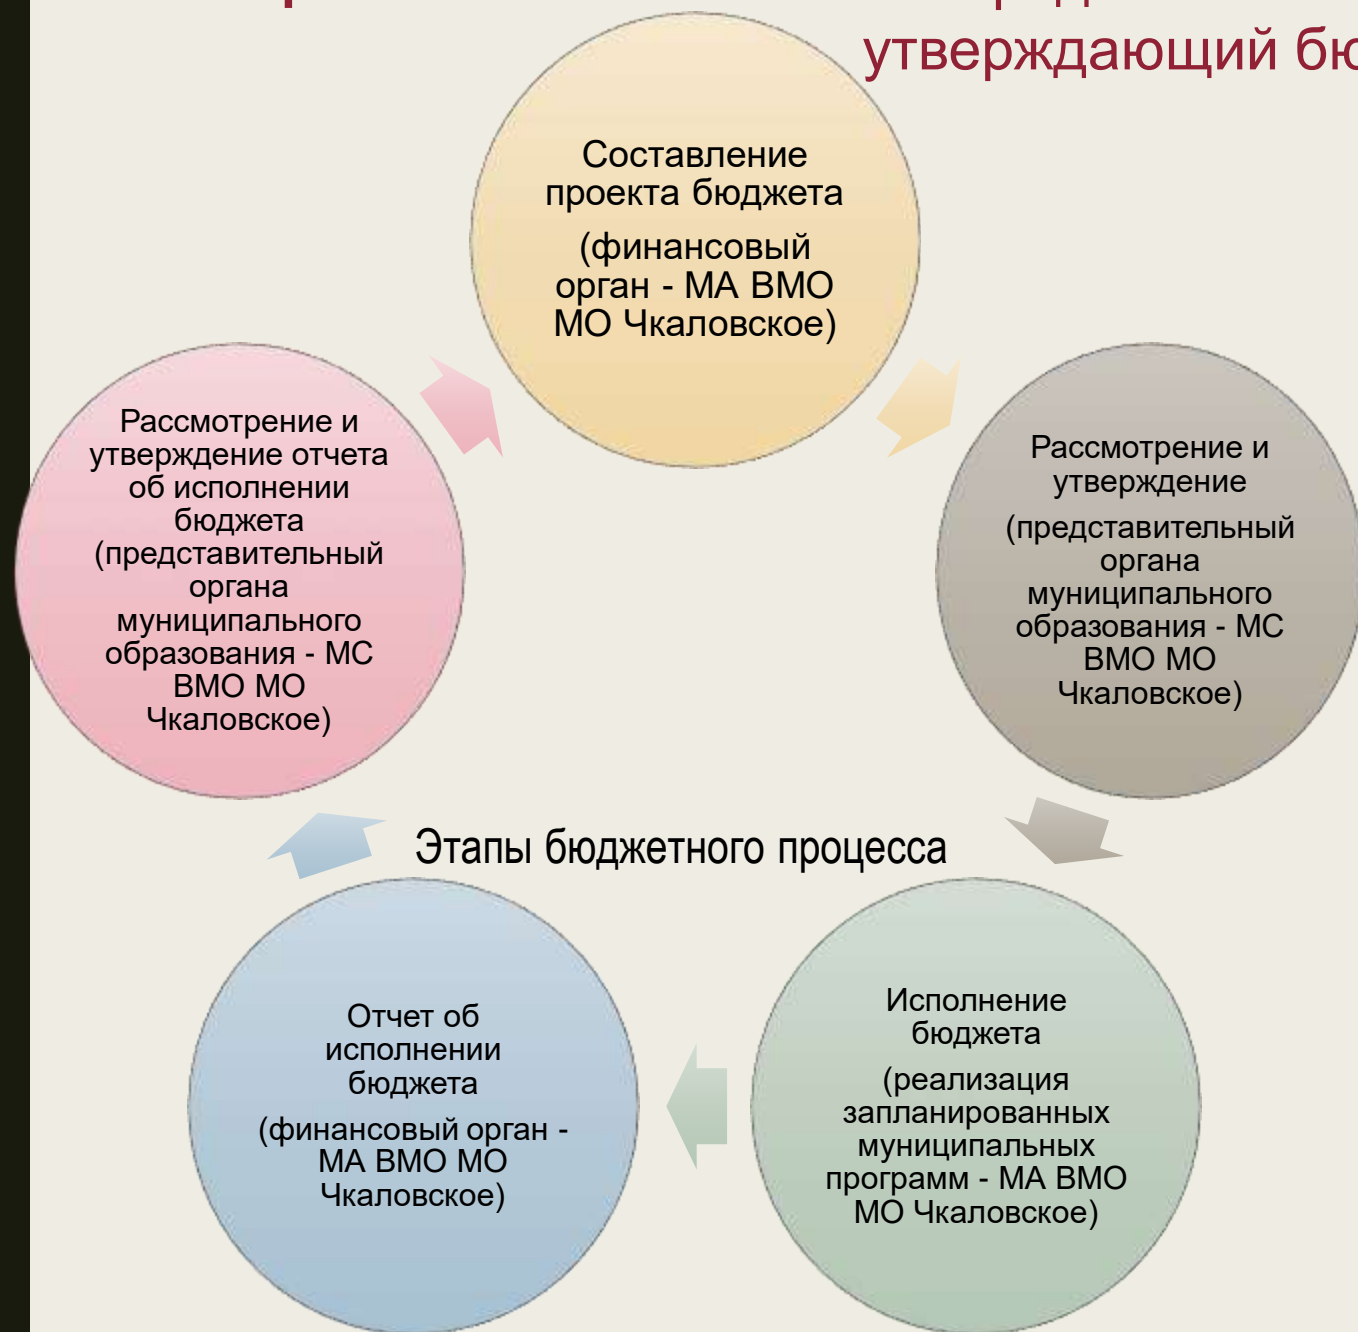 утверждающий
Составление
проекта бюджета
(финансовый
орган - МА ВМО
МО Чкаловское)
Рассмотрение и
утверждение
(представительный
органа
муниципального
образования - МС
ВМО МО
Чкаловское)
Исполнение
бюджета
(реализация
запланированных
муниципальных
программ - МА ВМО
МО Чкаловское)
Отчет об
исполнении
бюджета
(финансовый орган -
МА ВМО МО
Чкаловское)
Рассмотрение и
утверждение отчета
об исполнении
бюджета
(представительный
органа
муниципального
образования - МС
ВМО МО
Чкаловское)
Этапы бюджетного процесса